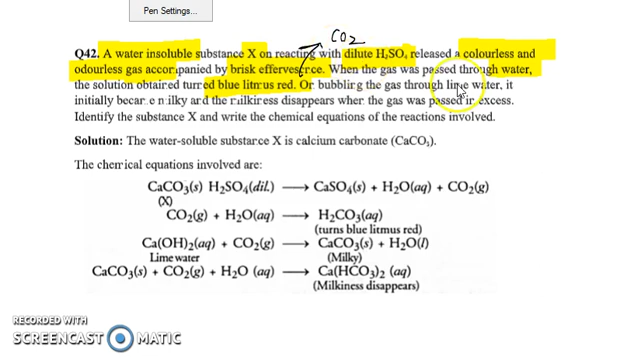 Pen Settings...
CO2
Q42. A water insoluble substance X on reacting with dilute H₂SO₄ released a colourless and
odourless gas accompanied by brisk effervescence. When the gas was passed through water,
the solution obtained turned blue litmus red. On bubbling the gas through lime water, it
initially became milky and the milkiness disappears when the gas was passed in excess.
Identify the substance X and write the chemical equations of the reactions involved.
Solution: The water-soluble substance X is calcium carbonate (CaCO₃).
The chemical equations involved are:
CaCO₃(s) H₂SO₄(dil.) ⟶ CaSO₄(s) + H₂O(aq) + CO₂(g)
(X)
CO₂(g) + H₂O(aq) ⟶ H₂CO₃(aq)
(turns blue litmus red)
Ca(OH)₂(aq) + CO₂(g) ⟶ CaCO₃(s) + H₂O(l)
Lime water (Milky)
CaCO₃(s) + CO₂(g) + H₂O (aq) ⟶ Ca(HCO₃)₂ (aq)
(Milkiness disappears)
RECORDED WITH
SCREENCAST MATIC